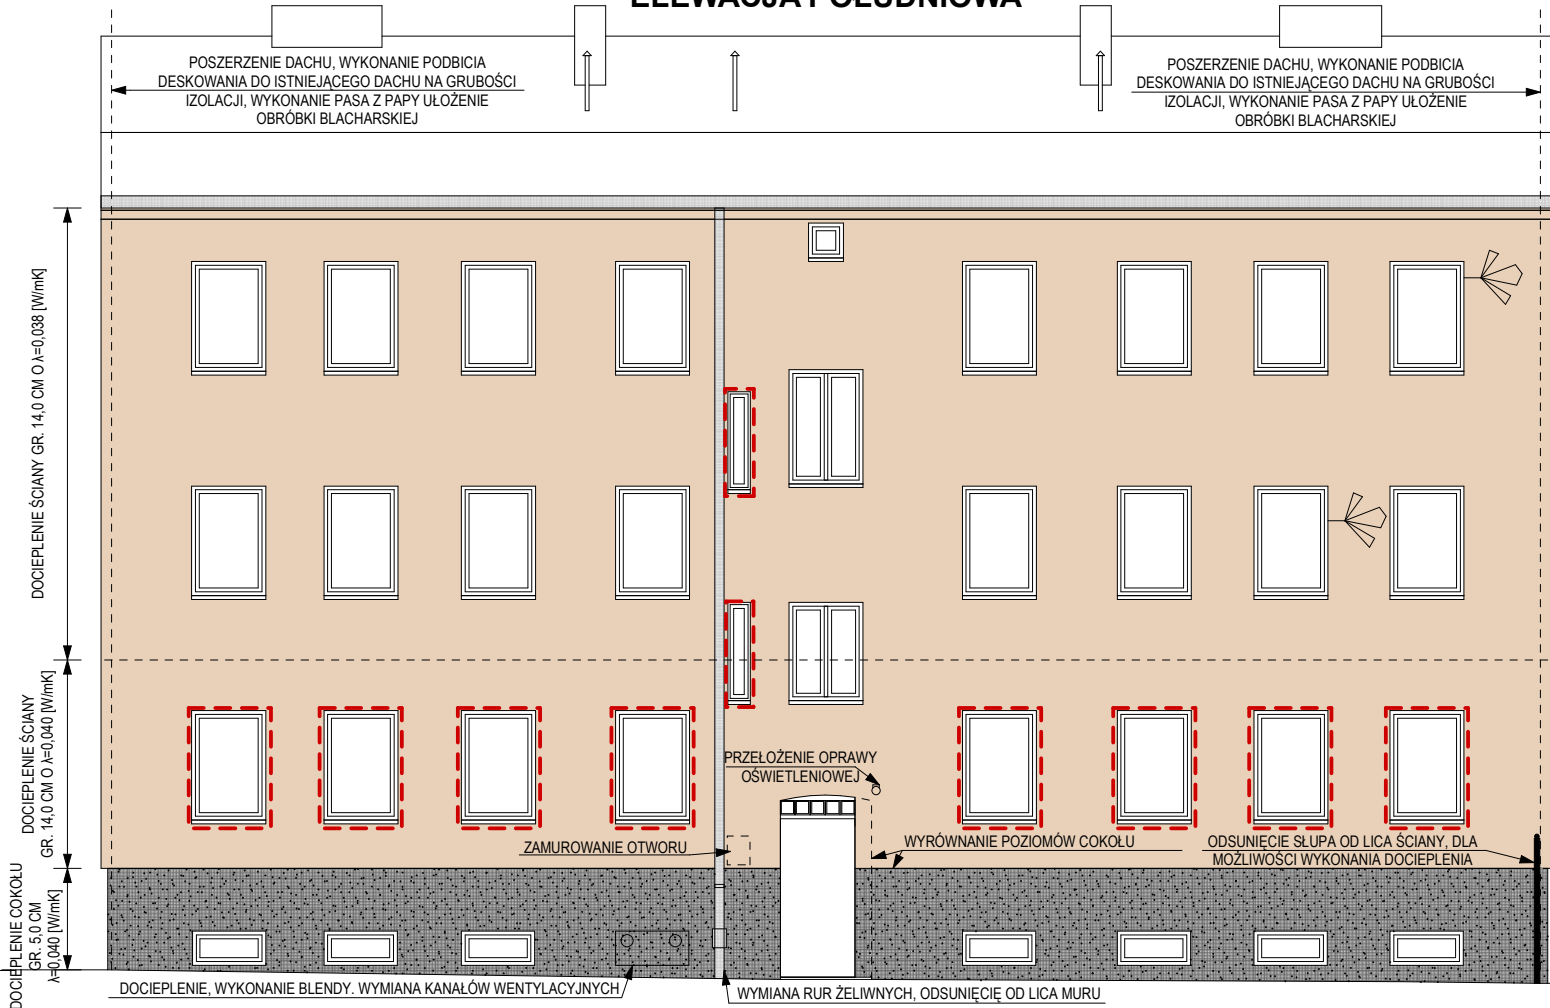 ELEWACJA POŁUDNIOWA
POSZERZENIE DACHU, WYKONANIE PODBICIA
DESKOWANIA DO ISTNIEJĄCEGO DACHU NA GRUBOŚCI
IZOLACJI, WYKONANIE PASA Z PAPY UŁOŻENIE
OBRÓBKI BLACHARSKIEJ
POSZERZENIE DACHU, WYKONANIE PODBICIA
DESKOWANIA DO ISTNIEJĄCEGO DACHU NA GRUBOŚCI
IZOLACJI, WYKONANIE PASA Z PAPY UŁOŻENIE
OBRÓBKI BLACHARSKIEJ
DOCIEPLENIE ŚCIANY GR. 14,0 CM O λ=0,038 [W/mK]
DOCIEPLENIE ŚCIANY
GR. 14,0 CM O λ=0,040 [W/mK]
DOCIEPLENIE COKOŁU
GR. 5,0 CM
λ=0,040 [W/mK]
PRZEŁOŻENIE OPRAWY
OŚWIETLENIOWEJ
ZAMUROWANIE OTWORU
WYRÓWNANIE POZIOMÓW COKOŁU
ODSUNIĘCIE SŁUPA OD LICA ŚCIANY, DLA
MOŻLIWOŚCI WYKONANIA DOCIEPLENIA
DOCIEPLENIE, WYKONANIE BLENDY. WYMIANA KANAŁÓW WENTYLACYJNYCH
WYMIANA RUR ŻELIWNYCH, ODSUNIĘCIĘ OD LICA MURU